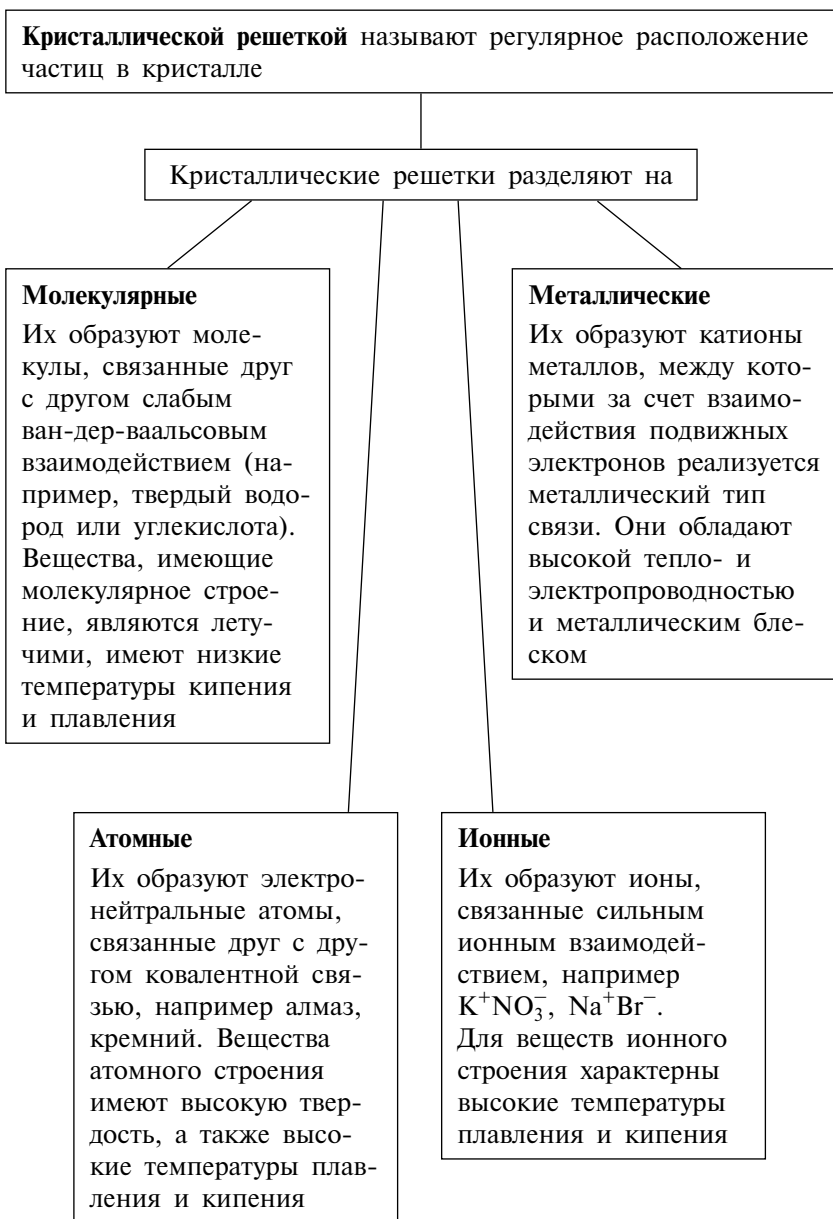 Кристаллической решеткой называют регулярное расположение
частиц в кристалле
Кристаллические решетки разделяют на
Молекулярные
Их образуют моле-
кулы, связанные друг
с другом слабым
ван-дер-ваальсовым
взаимодействием (на-
пример, твердый водо-
род или углекислота).
Вещества, имеющие
молекулярное строе-
ние, являются лету-
чими, имеют низкие
температуры кипения
и плавления
Металлические
Их образуют катионы
металлов, между кото-
рыми за счет взаимо-
действия подвижных
электронов реализуется
металлический тип
связи. Они обладают
высокой тепло- и
электропроводностью
и металлическим бле-
ском
Атомные
Их образуют электро-
нейтральные атомы,
связанные друг с дру-
гом ковалентной свя-
зью, например алмаз,
кремний. Вещества
атомного строения
имеют высокую твер-
дость, а также высо-
кие температуры плав-
ления и кипения
Ионные
Их образуют ионы,
связанные сильным
ионным взаимодей-
ствием, например
K⁺NO₃⁻, Na⁺Br⁻.
Для веществ ионного
строения характерны
высокие температуры
плавления и кипения